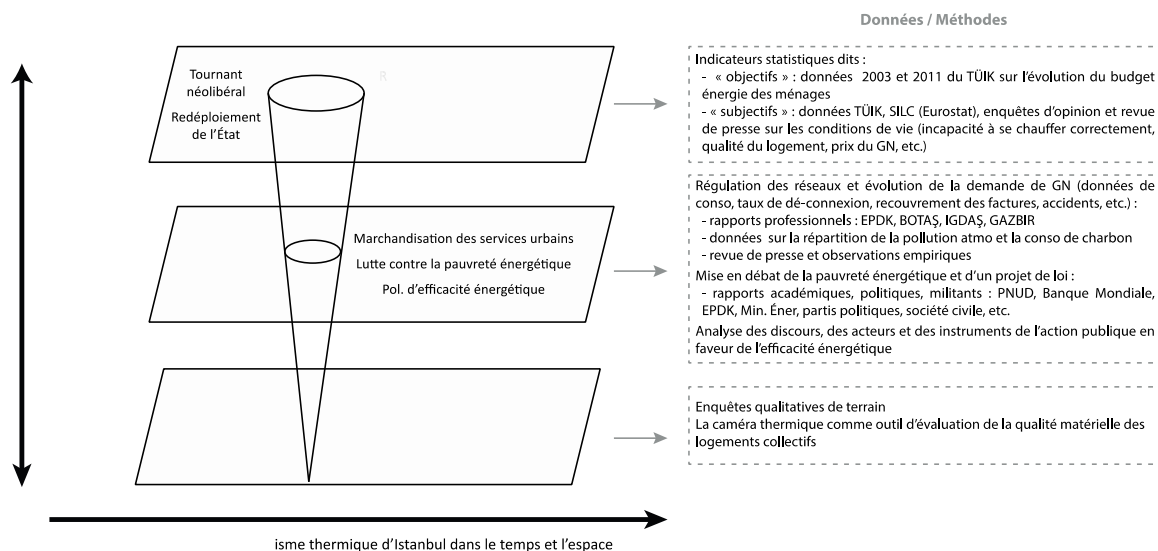 Données / Méthodes
Tournant
néolibéral
Redéploiement
de l'État
R
Indicateurs statistiques dits :
- « objectifs » : données 2003 et 2011 du TÜIK sur l'évolution du budget
énergie des ménages
- « subjectifs » : données TÜIK, SILC (Eurostat), enquêtes d'opinion et revue
de presse sur les conditions de vie (incapacité à se chauffer correctement,
qualité du logement, prix du GN, etc.)
Marchandisation des services urbains
Lutte contre la pauvreté énergétique
Pol. d'efficacité énergétique
Régulation des réseaux et évolution de la demande de GN (données de
conso, taux de dé-connexion, recouvrement des factures, accidents, etc.) :
- rapports professionnels : EPDK, BOTAŞ, IGDAŞ, GAZBIR
- données sur la répartition de la pollution atmo et la conso de charbon
- revue de presse et observations empiriques
Mise en débat de la pauvreté énergétique et d'un projet de loi :
- rapports académiques, politiques, militants : PNUD, Banque Mondiale,
EPDK, Min. Éner, partis politiques, société civile, etc.
Analyse des discours, des acteurs et des instruments de l'action publique en
faveur de l'efficacité énergétique
Enquêtes qualitatives de terrain
La caméra thermique comme outil d'évaluation de la qualité matérielle des
logements collectifs
isme thermique d'Istanbul dans le temps et l'espace